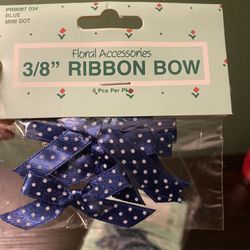 PRB067 034
BLUE
MINI DOT
Floral Accessories
3/8" RIBBON BOW
6 Pcs Per Pkg